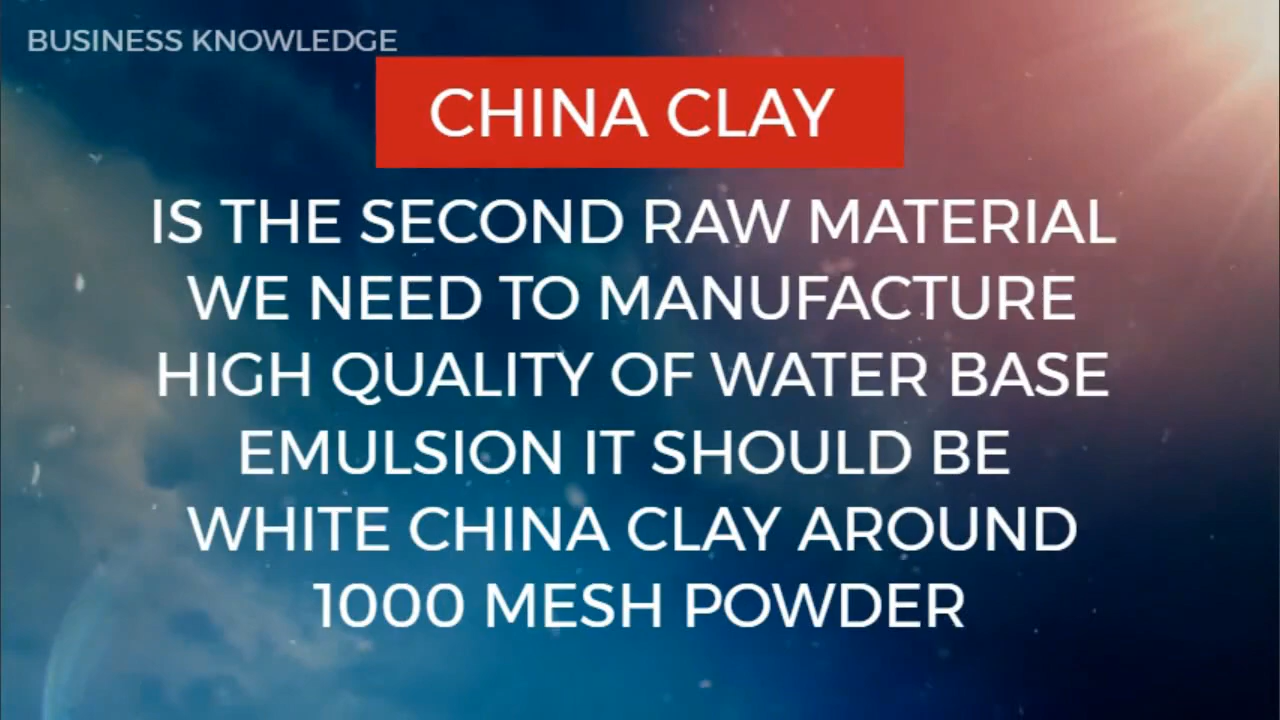 BUSINESS KNOWLEDGE
CHINA CLAY
IS THE SECOND RAW MATERIAL
WE NEED TO MANUFACTURE
HIGH QUALITY OF WATER BASE
EMULSION IT SHOULD BE
WHITE CHINA CLAY AROUND
1000 MESH POWDER